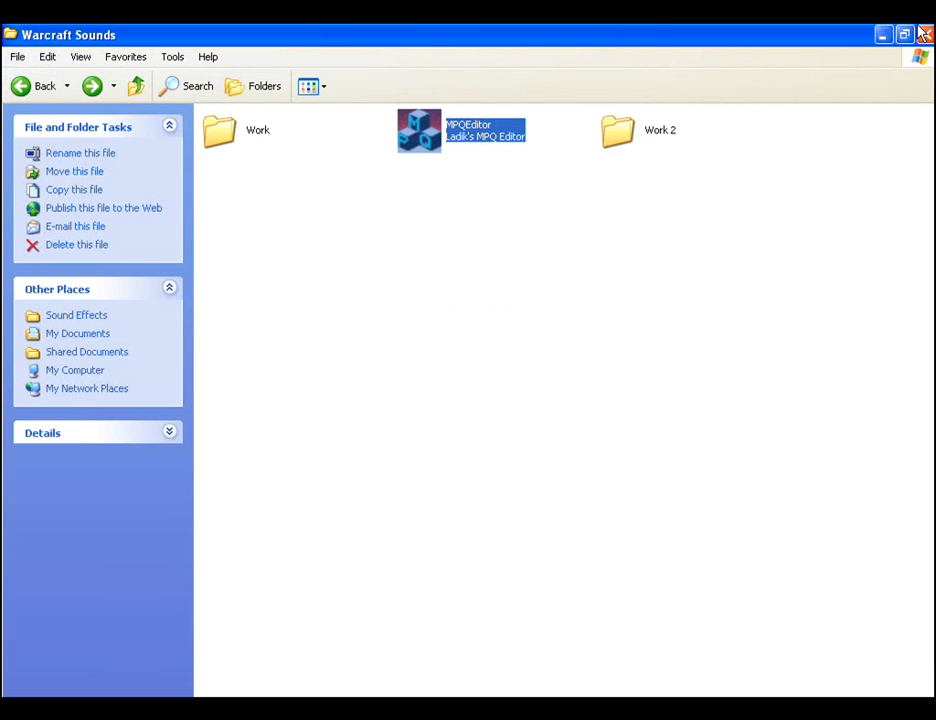 Warcraft Sounds
File Edit View Favorites Tools Help
Back Search Folders
File and Folder Tasks
Rename this file
Move this file
Copy this file
Publish this file to the Web
E-mail this file
Delete this file
Other Places
Sound Effects
My Documents
Shared Documents
My Computer
My Network Places
Details
Work
MPQEditor
Ladik's MPQ Editor
Work 2
MPQ